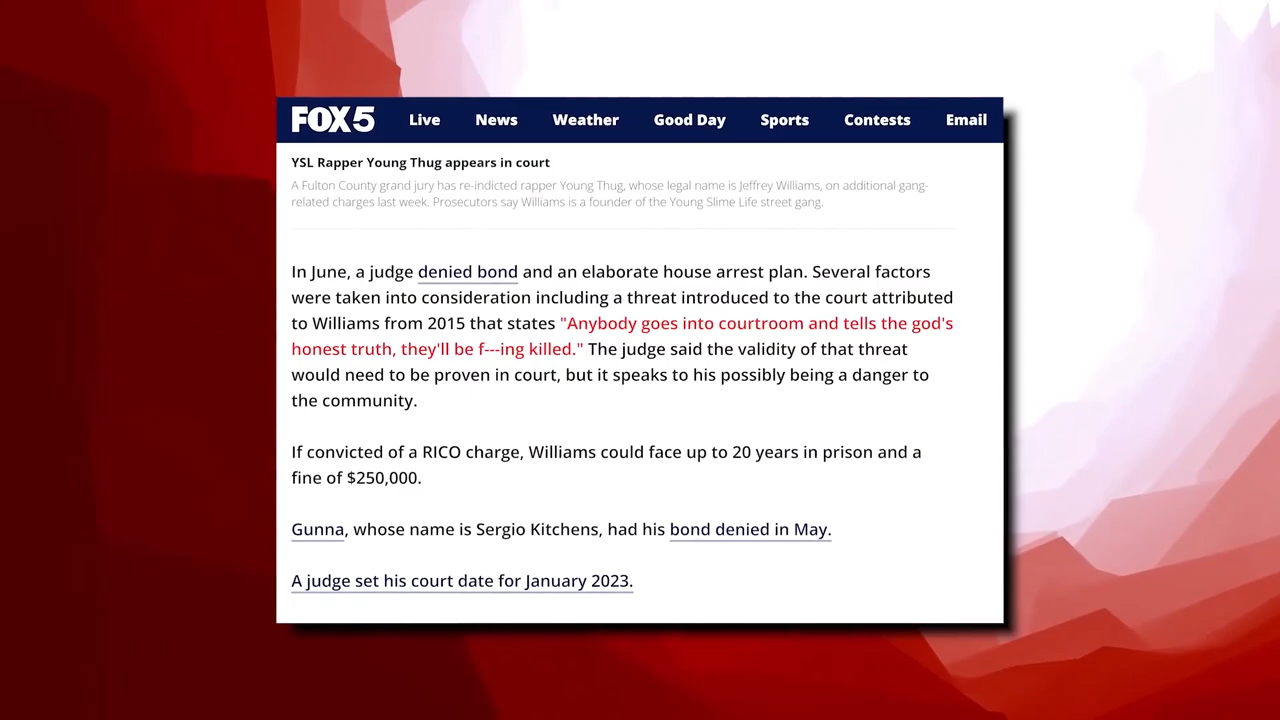 FOX 5 Live News Weather Good Day Sports Contests Email
YSL Rapper Young Thug appears in court
A Fulton County grand jury has re-indicted rapper Young Thug, whose legal name is Jeffrey Williams, on additional gang-
related charges last week. Prosecutors say Williams is a founder of the Young Slime Life street gang.
In June, a judge denied bond and an elaborate house arrest plan. Several factors
were taken into consideration including a threat introduced to the court attributed
to Williams from 2015 that states "Anybody goes into courtroom and tells the god's
honest truth, they'll be f---ing killed." The judge said the validity of that threat
would need to be proven in court, but it speaks to his possibly being a danger to
the community.
If convicted of a RICO charge, Williams could face up to 20 years in prison and a
fine of $250,000.
Gunna, whose name is Sergio Kitchens, had his bond denied in May.
A judge set his court date for January 2023.